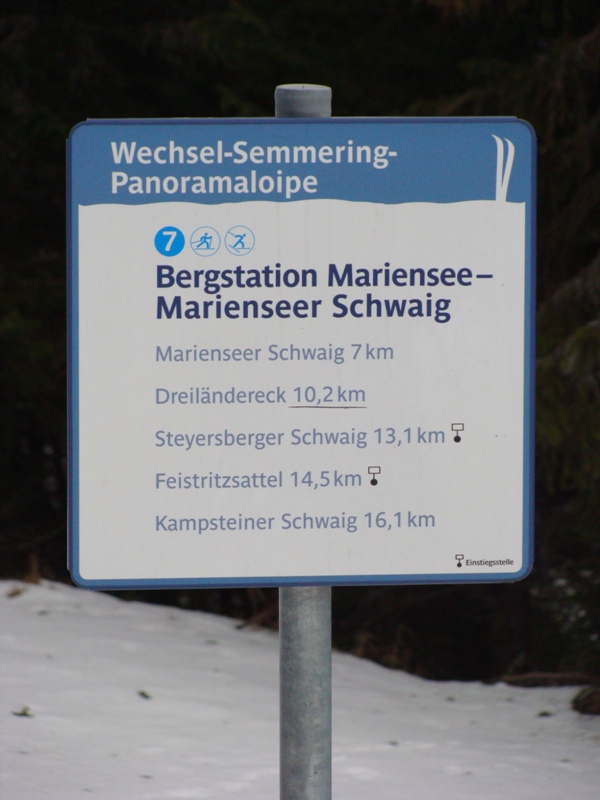 Wechsel-Semmering-
Panoramaloipe
7
Bergstation Mariensee–
Marienseer Schwaig
Marienseer Schwaig 7 km
Dreiländereck 10,2 km
Steyersberger Schwaig 13,1 km
Feistritzsattel 14,5 km
Kampsteiner Schwaig 16,1 km
Einstiegsstelle